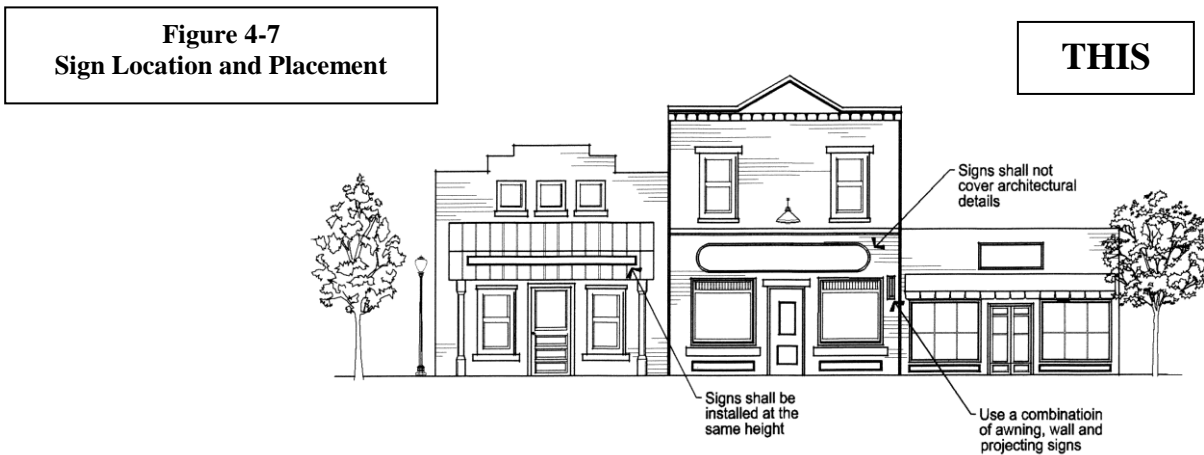 Figure 4-7
Sign Location and Placement
THIS
Signs shall not
cover architectural
details
Signs shall be
installed at the
same height
Use a combinatioin
of awning, wall and
projecting signs